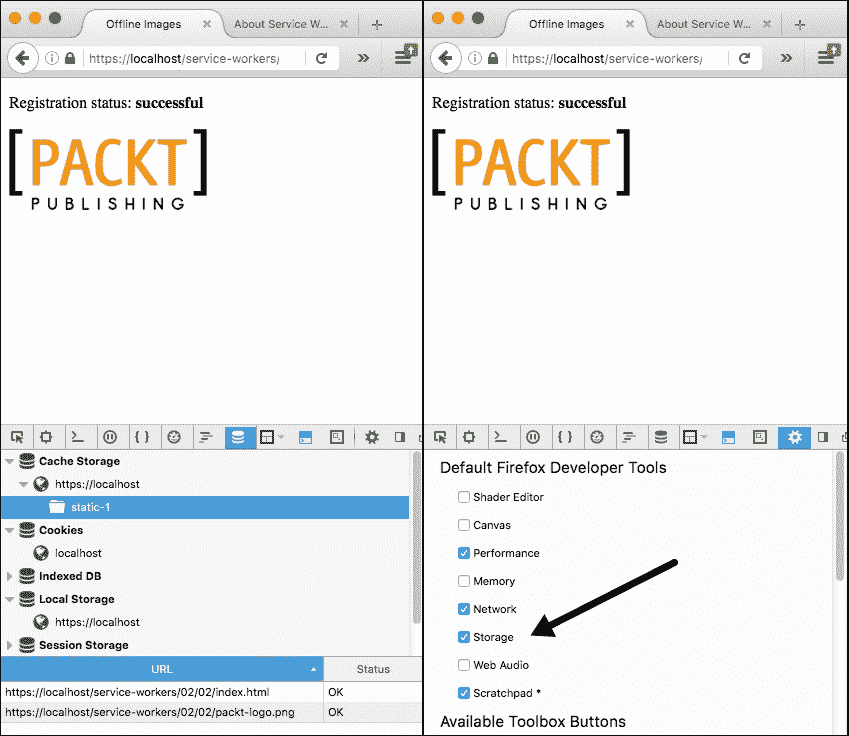 Offline Images
About Service W...
https://localhost/service-workers/
Registration status: successful
[PACKT]
PUBLISHING
Cache Storage
https://localhost
static-1
Cookies
localhost
Indexed DB
Local Storage
https://localhost
Session Storage
URL
Status
https://localhost/service-workers/02/02/index.html
OK
https://localhost/service-workers/02/02/packt-logo.png
OK
Offline Images
About Service W...
https://localhost/service-workers/
Registration status: successful
[PACKT]
PUBLISHING
Default Firefox Developer Tools
Shader Editor
Canvas
Performance
Memory
Network
Storage
Web Audio
Scratchpad *
Available Toolbox Buttons